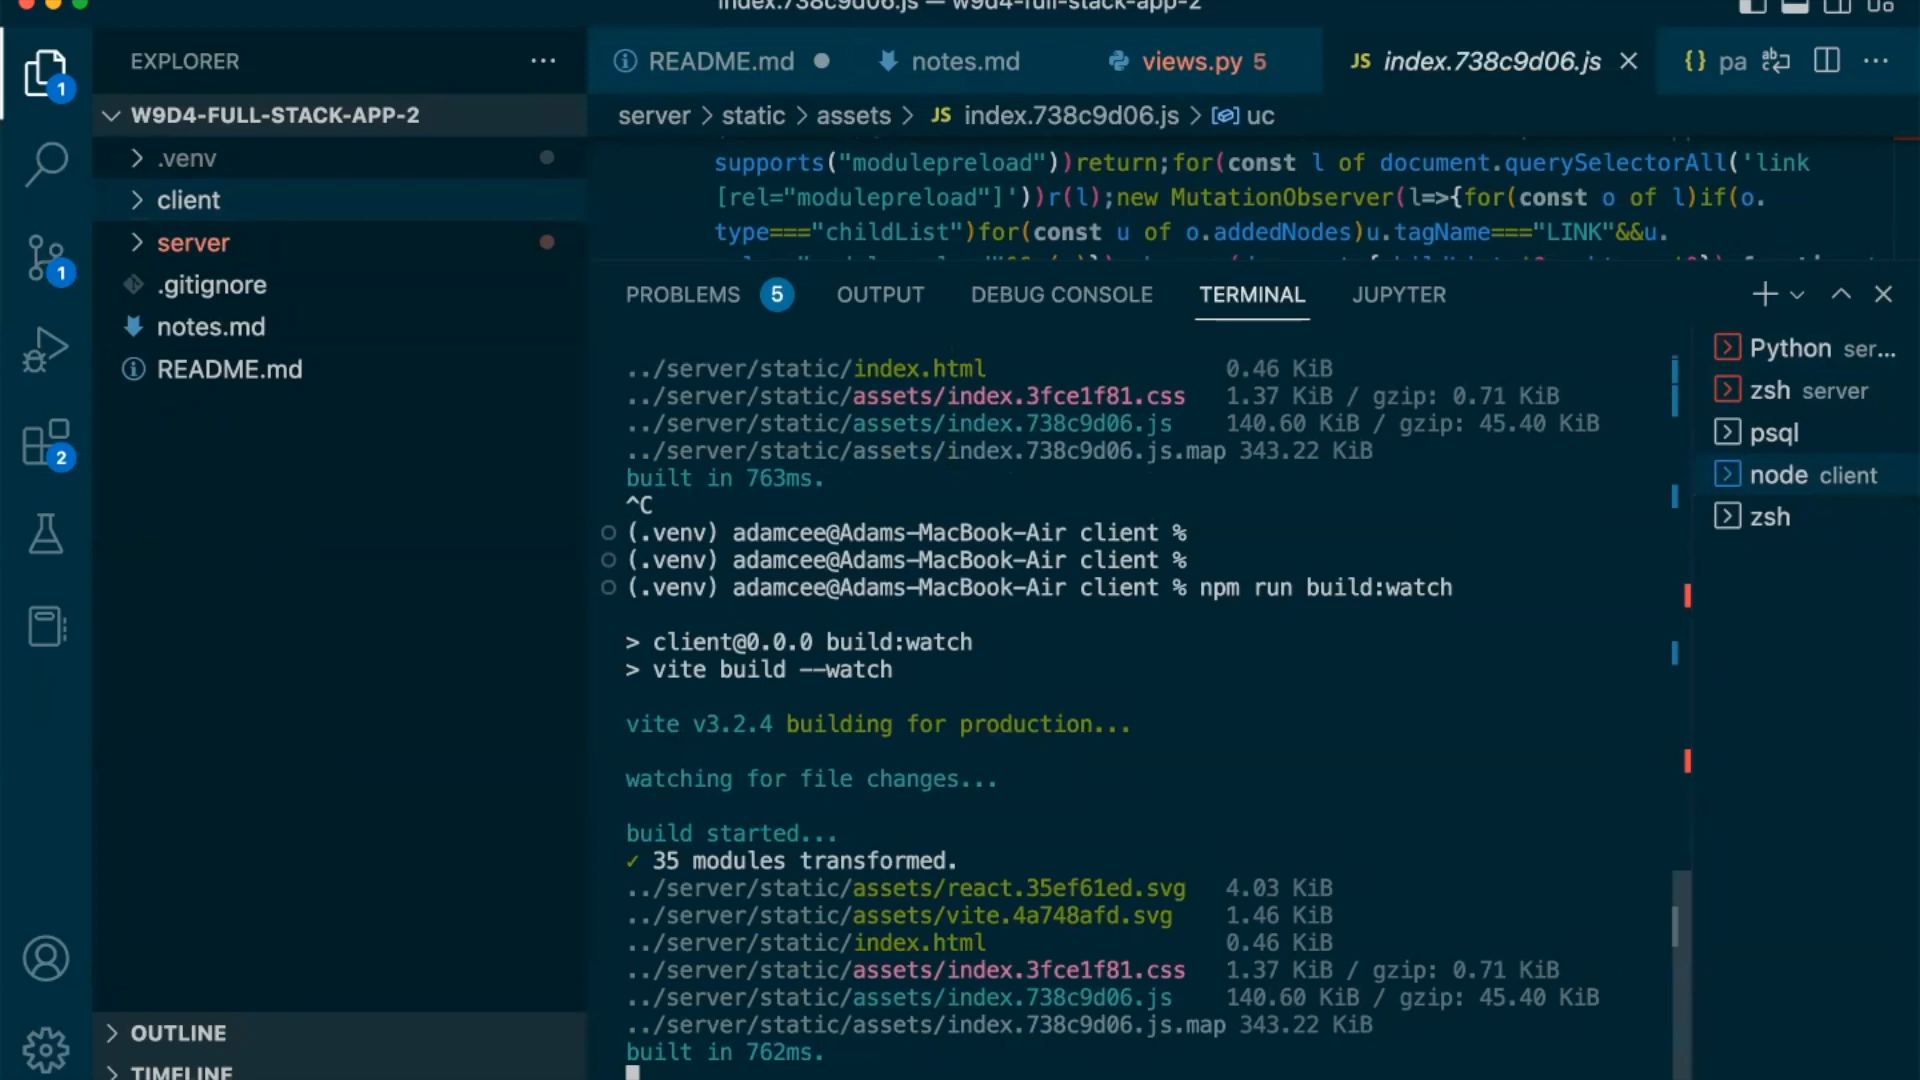 index.738c9d06.js — w9d4-full-stack-app-2
EXPLORER
README.md
notes.md
views.py 5
JS index.738c9d06.js
{} pa
1
W9D4-FULL-STACK-APP-2
server > static > assets > JS index.738c9d06.js > uc
.venv
client
server
.gitignore
notes.md
README.md
1
2
supports("modulepreload"))return;for(const l of document.querySelectorAll('link
[rel="modulepreload"]'))r(l);new MutationObserver(l=>{for(const o of l)if(o.
type==="childList")for(const u of o.addedNodes)u.tagName==="LINK"&&u.
PROBLEMS 5 OUTPUT DEBUG CONSOLE TERMINAL JUPYTER
../server/static/index.html 0.46 KiB
../server/static/assets/index.3fce1f81.css 1.37 KiB / gzip: 0.71 KiB
../server/static/assets/index.738c9d06.js 140.60 KiB / gzip: 45.40 KiB
../server/static/assets/index.738c9d06.js.map 343.22 KiB
built in 763ms.
^C
(.venv) adamcee@Adams-MacBook-Air client %
(.venv) adamcee@Adams-MacBook-Air client %
(.venv) adamcee@Adams-MacBook-Air client % npm run build:watch
> client@0.0.0 build:watch
> vite build --watch
vite v3.2.4 building for production...
watching for file changes...
build started...
✓ 35 modules transformed.
../server/static/assets/react.35ef61ed.svg 4.03 KiB
../server/static/assets/vite.4a748afd.svg 1.46 KiB
../server/static/index.html 0.46 KiB
../server/static/assets/index.3fce1f81.css 1.37 KiB / gzip: 0.71 KiB
../server/static/assets/index.738c9d06.js 140.60 KiB / gzip: 45.40 KiB
../server/static/assets/index.738c9d06.js.map 343.22 KiB
built in 762ms.
Python ser...
zsh server
psql
node client
zsh
OUTLINE
TIMELINE